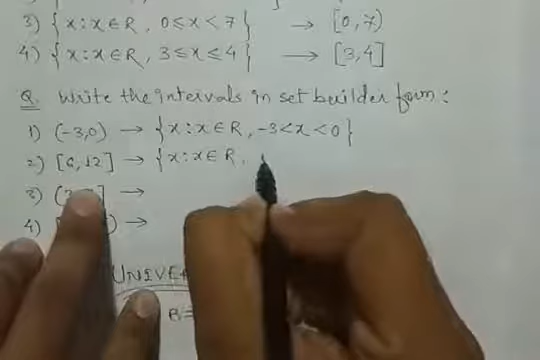 3) {x : x ∈ R, 0 ≤ x < 7} → [0, 7)
4) {x : x ∈ R, 3 ≤ x ≤ 4} → [3, 4]
Q. Write the intervals in set builder form :
1) (-3, 0) → {x : x ∈ R, -3 < x < 0}
2) [6, 12] → {x : x ∈ R,
3) ( ] →
4) [ ) →
B =